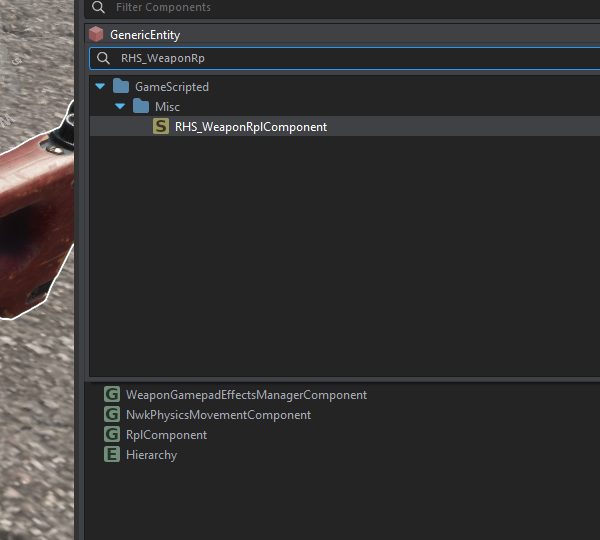 Filter Components
GenericEntity
RHS_WeaponRp
GameScripted
Misc
S RHS_WeaponRplComponent
G WeaponGamepadEffectsManagerComponent
G NwkPhysicsMovementComponent
G RplComponent
E Hierarchy